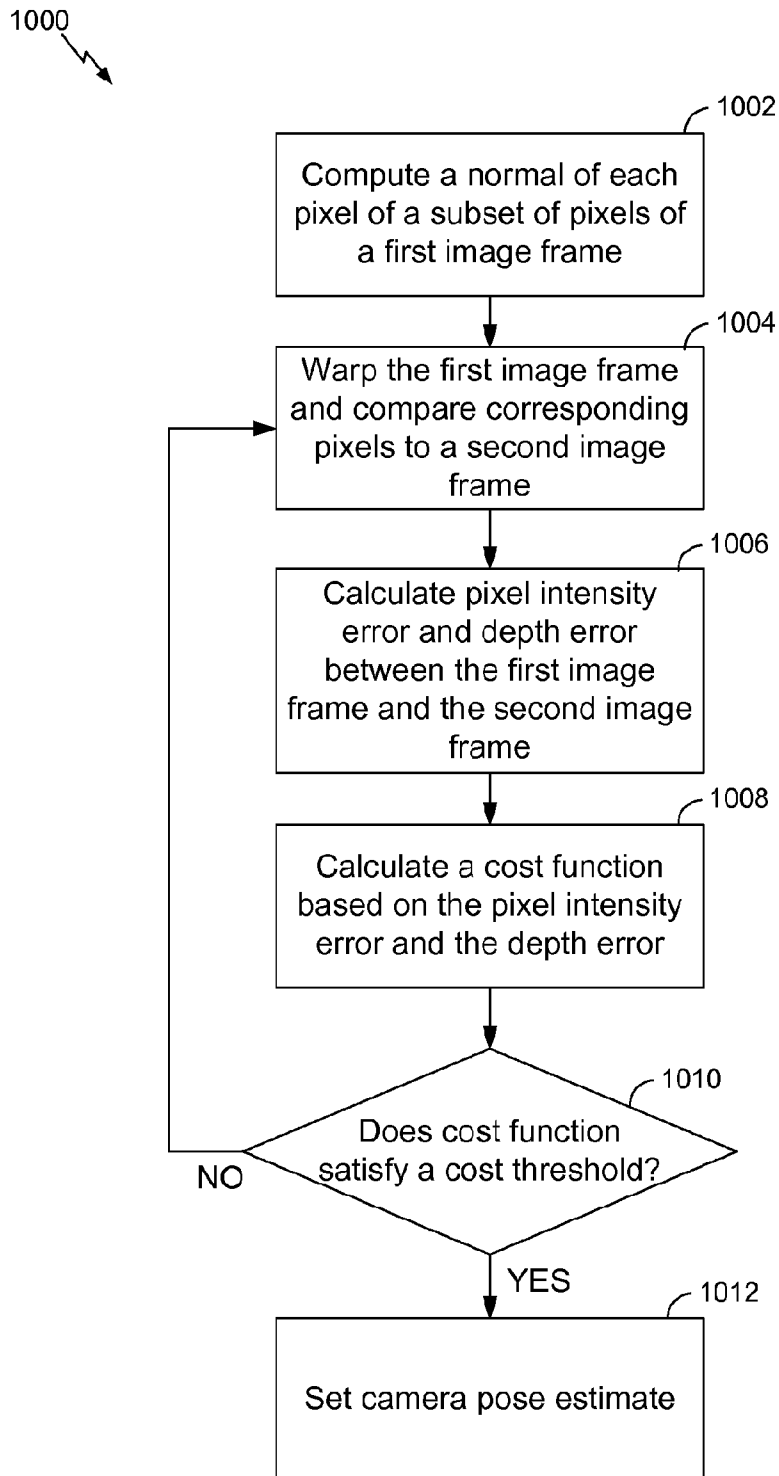 1000
1002
Compute a normal of each
pixel of a subset of pixels of
a first image frame
1004
Warp the first image frame
and compare corresponding
pixels to a second image
frame
1006
Calculate pixel intensity
error and depth error
between the first image
frame and the second image
frame
1008
Calculate a cost function
based on the pixel intensity
error and the depth error
1010
Does cost function
satisfy a cost threshold?
NO
YES
1012
Set camera pose estimate